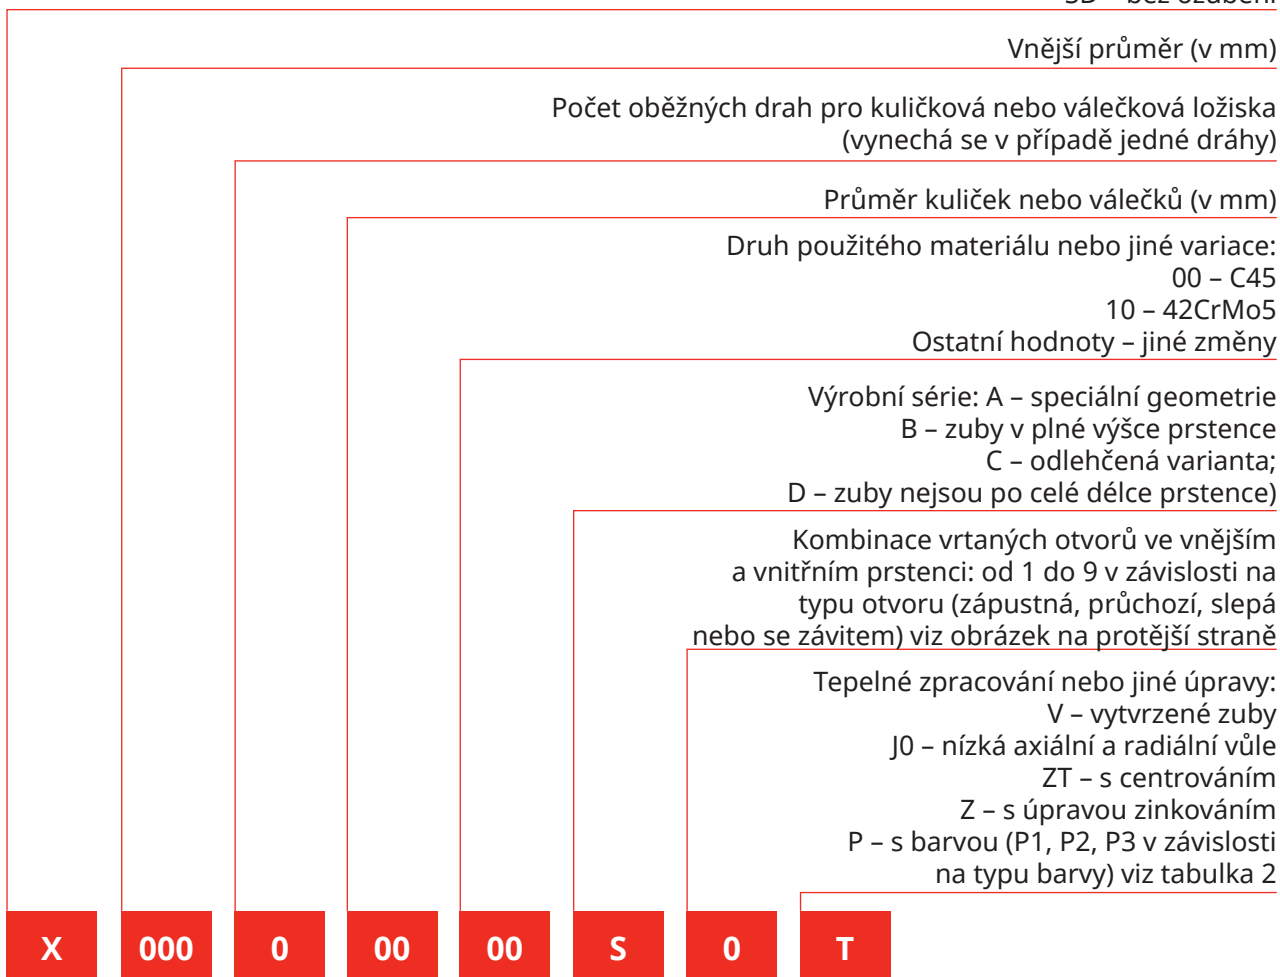 Vnější průměr (v mm)
Počet oběžných drah pro kuličková nebo válečková ložiska
(vynechá se v případě jedné dráhy)
Průměr kuliček nebo válečků (v mm)
Druh použitého materiálu nebo jiné variace:
00 – C45
10 – 42CrMo5
Ostatní hodnoty – jiné změny
Výrobní série: A – speciální geometrie
B – zuby v plné výšce prstence
C – odlehčená varianta;
D – zuby nejsou po celé délce prstence)
Kombinace vrtaných otvorů ve vnějším
a vnitřním prstenci: od 1 do 9 v závislosti na
typu otvoru (zápustná, průchozí, slepá
nebo se závitem) viz obrázek na protější straně
Tepelné zpracování nebo jiné úpravy:
V – vytvrzené zuby
J0 – nízká axiální a radiální vůle
ZT – s centrováním
Z – s úpravou zinkováním
P – s barvou (P1, P2, P3 v závislosti
na typu barvy) viz tabulka 2
X 000 0 00 00 S 0 T